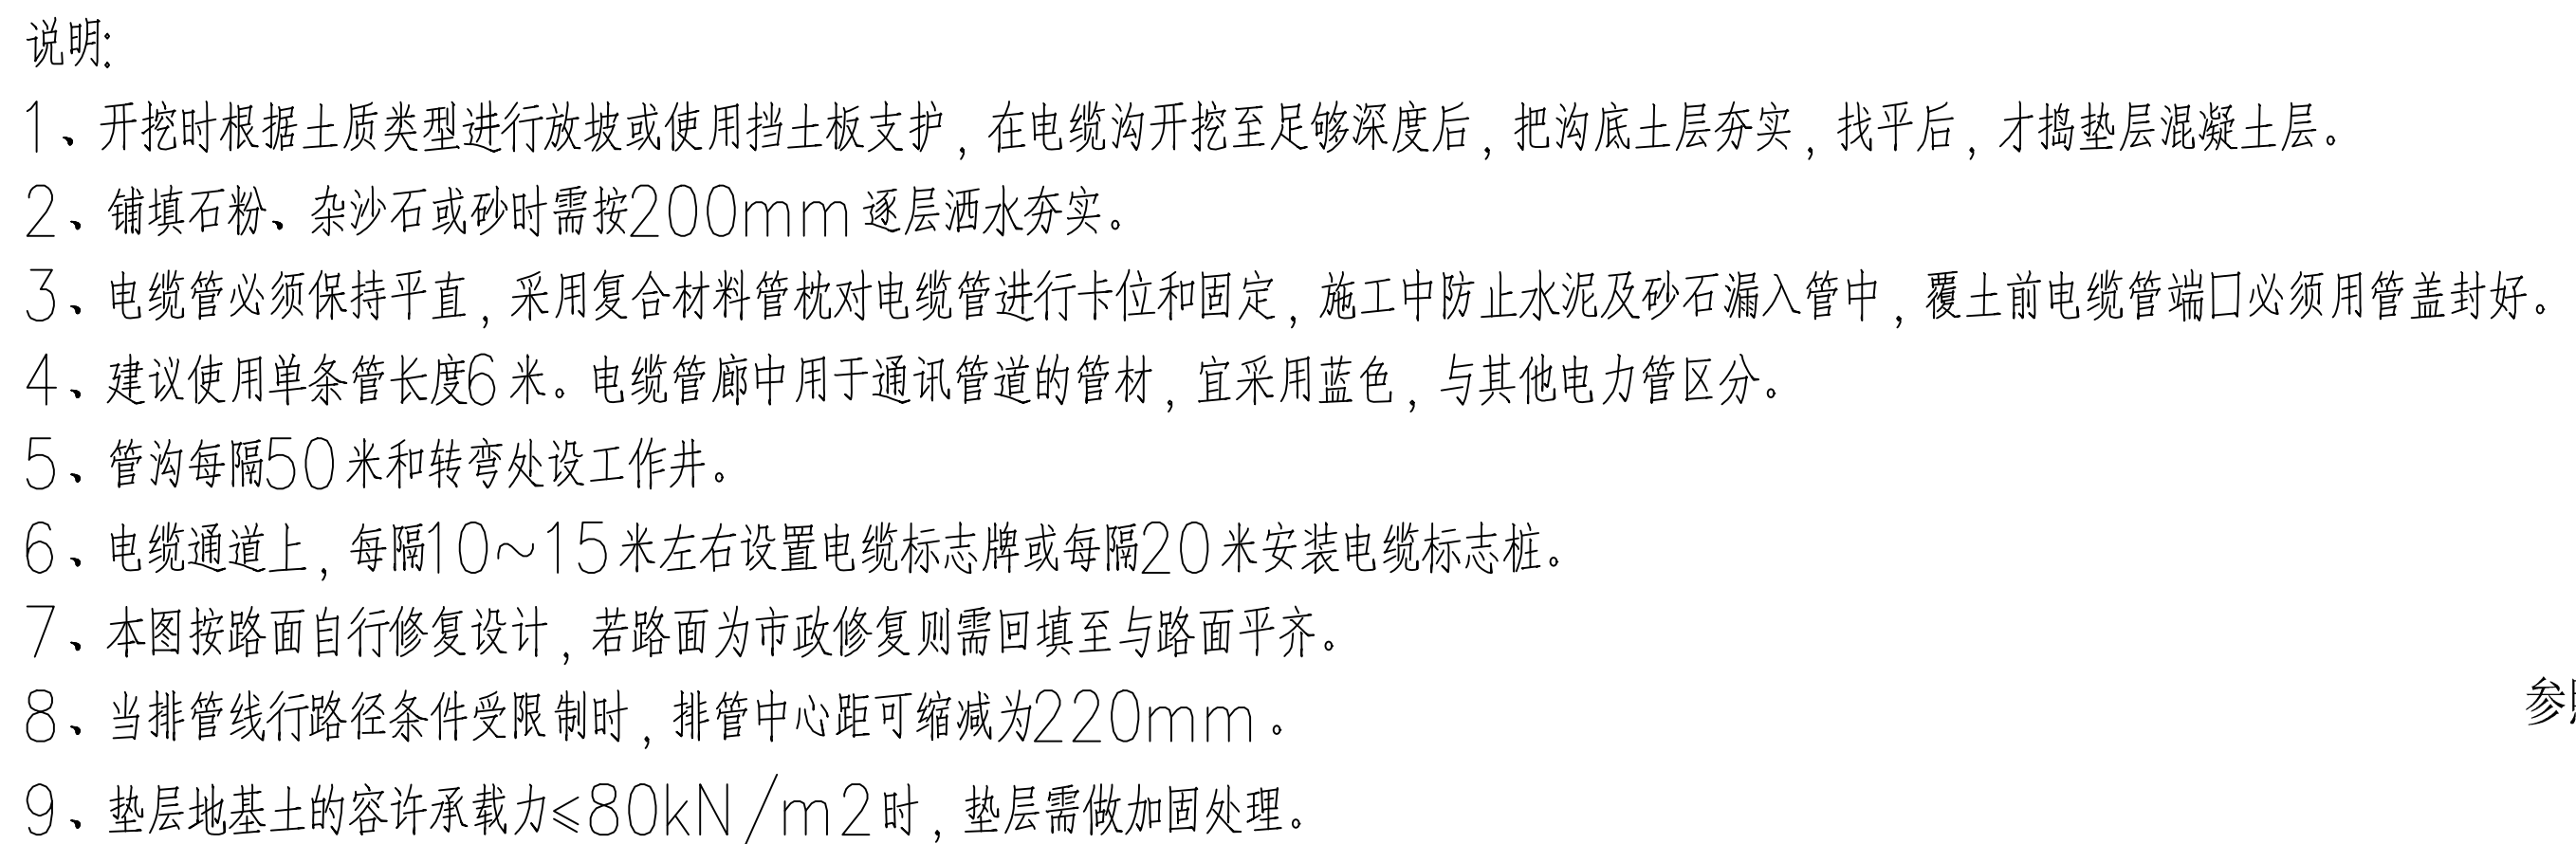 说明:
1、开挖时根据土质类型进行放坡或使用挡土板支护，在电缆沟开挖至足够深度后，把沟底土层夯实，找平后，才捣垫层混凝土层。
2、铺填石粉、杂沙石或砂时需按200mm逐层洒水夯实。
3、电缆管必须保持平直，采用复合材料管枕对电缆管进行卡位和固定，施工中防止水泥及砂石漏入管中，覆土前电缆管端口必须用管盖封好。
4、建议使用单条管长度6米。电缆管廊中用于通讯管道的管材，宜采用蓝色，与其他电力管区分。
5、管沟每隔50米和转弯处设工作井。
6、电缆通道上，每隔10~15米左右设置电缆标志牌或每隔20米安装电缆标志桩。
7、本图按路面自行修复设计，若路面为市政修复则需回填至与路面平齐。
8、当排管线行路径条件受限制时，排管中心距可缩减为220mm。
参
9、垫层地基土的容许承载力≤80kN/m2时，垫层需做加固处理。